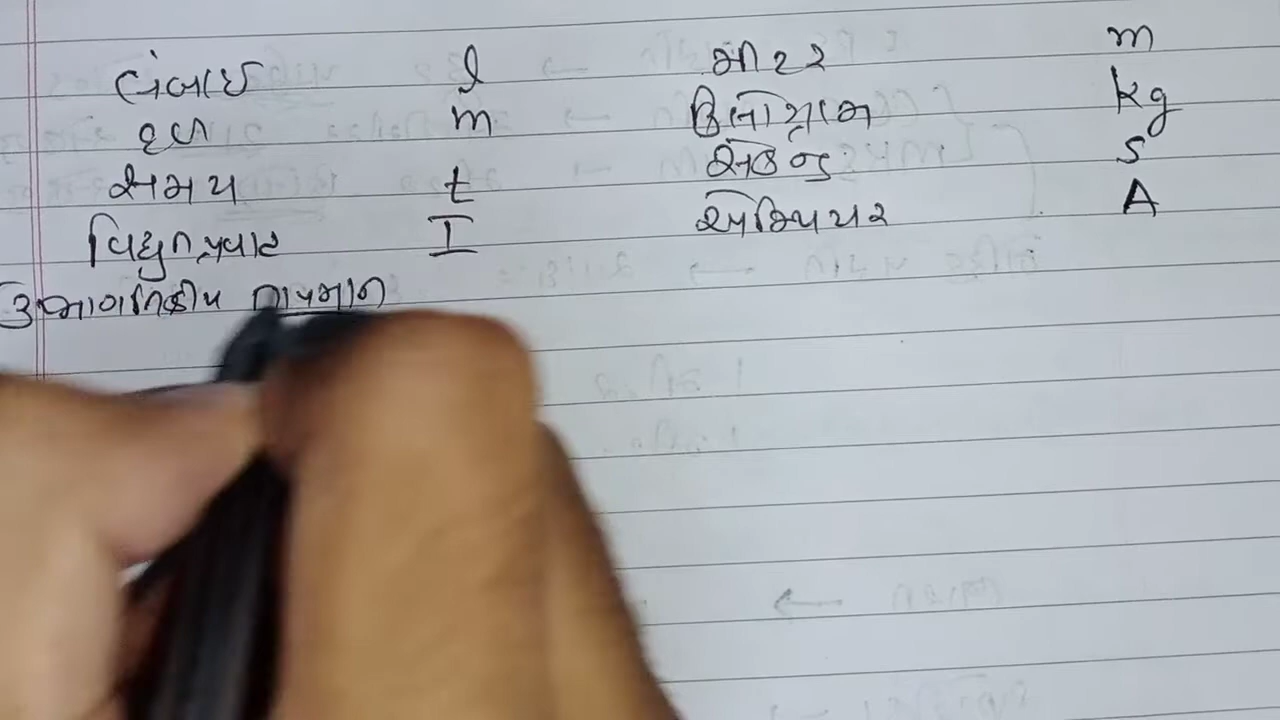 લંબાઈ l મીટર m
દળ m કિલોગ્રામ kg
સમય t સેકન્ડ s
વિદ્યુતપ્રવાહ I એમ્પિયર A
ઉષ્માગતિકીય તાપમાન